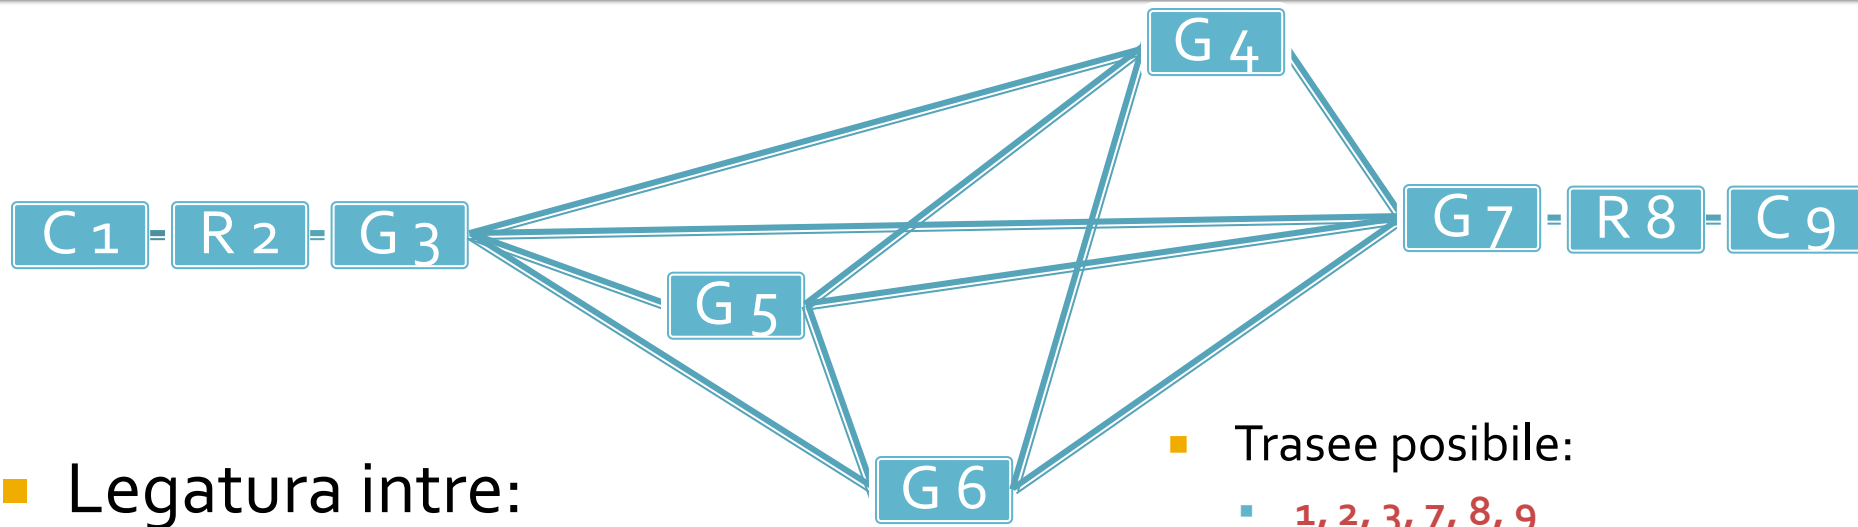 G 4
C 1
R 2
G 3
G 7
R 8
C 9
G 5
G 6
Trasee posibile:
Legatura intre:
1, 2, 3, 7, 8, 9